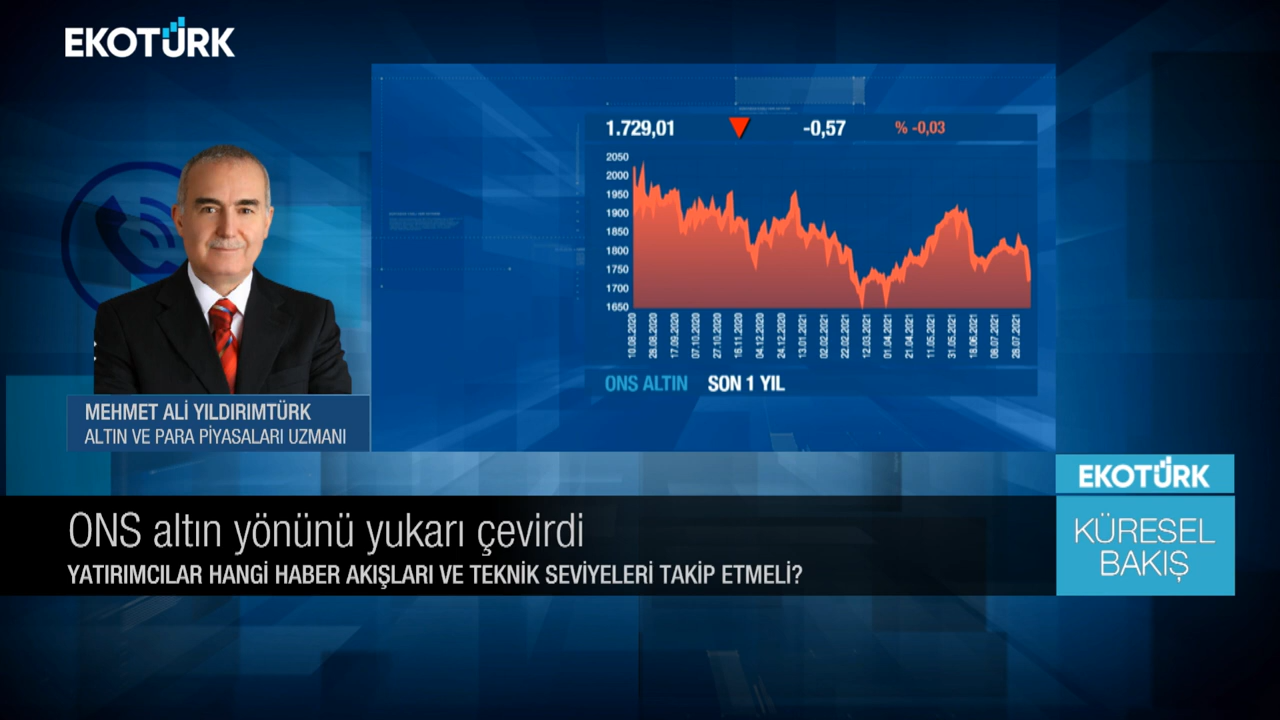 EKOTÜRK
1.729,01 -0,57 % -0,03
2050
2000
1950
1900
1850
1800
1750
1700
1650
10.08.2020
28.08.2020
17.09.2020
07.10.2020
27.10.2020
16.11.2020
04.12.2020
24.12.2020
13.01.2021
02.02.2021
22.02.2021
12.03.2021
01.04.2021
21.04.2021
11.05.2021
31.05.2021
18.06.2021
08.07.2021
28.07.2021
ONS ALTIN SON 1 YIL
MEHMET ALİ YILDIRIMTÜRK
ALTIN VE PARA PİYASALARI UZMANI
EKOTÜRK
KÜRESEL
BAKIŞ
ONS altın yönünü yukarı çevirdi
YATIRIMCILAR HANGİ HABER AKIŞLARI VE TEKNİK SEVİYELERİ TAKİP ETMELİ?